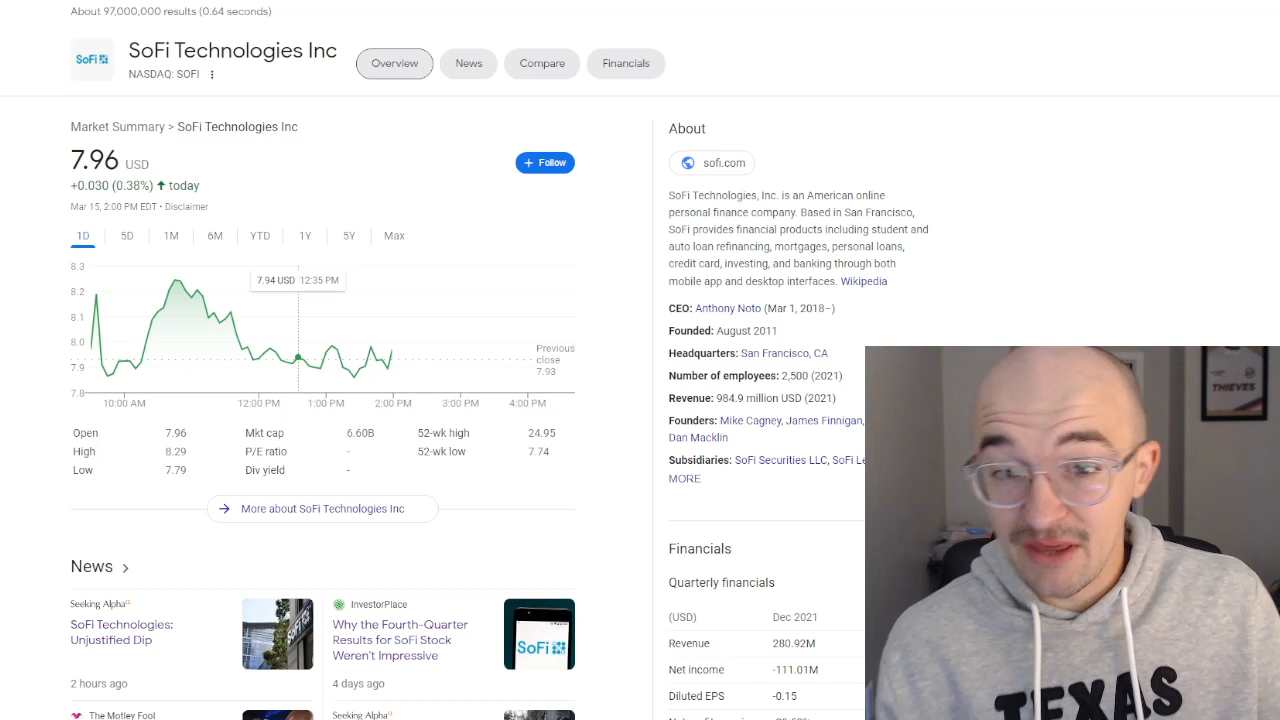 About 97,000,000 results (0.64 seconds)
SoFi
SoFi Technologies Inc
NASDAQ: SOFI
Overview
News
Compare
Financials
Market Summary > SoFi Technologies Inc
7.96 USD
+ Follow
+0.030 (0.38%) ↑ today
Mar 15, 2:00 PM EDT • Disclaimer
1D
5D
1M
6M
YTD
1Y
5Y
Max
7.94 USD 12:35 PM
8.3
8.2
8.1
8.0
7.9
7.8
Previous
close
7.93
10:00 AM
12:00 PM
1:00 PM
2:00 PM
3:00 PM
4:00 PM
Open 7.96 Mkt cap 6.60B 52-wk high 24.95
High 8.29 P/E ratio - 52-wk low 7.74
Low 7.79 Div yield -
More about SoFi Technologies Inc
News
Seeking Alpha
SoFi Technologies:
Unjustified Dip
2 hours ago
SoFi
InvestorPlace
Why the Fourth-Quarter
Results for SoFi Stock
Weren't Impressive
4 days ago
SoFi
The Motley Fool
Seeking Alpha
About
sofi.com
SoFi Technologies, Inc. is an American online
personal finance company. Based in San Francisco,
SoFi provides financial products including student and
auto loan refinancing, mortgages, personal loans,
credit card, investing, and banking through both
mobile app and desktop interfaces. Wikipedia
CEO: Anthony Noto (Mar 1, 2018–)
Founded: August 2011
Headquarters: San Francisco, CA
Number of employees: 2,500 (2021)
Revenue: 984.9 million USD (2021)
Founders: Mike Cagney, James Finnigan,
Dan Macklin
Subsidiaries: SoFi Securities LLC, SoFi Le
MORE
Financials
Quarterly financials
(USD) Dec 2021
Revenue 280.92M
Net income -111.01M
Diluted EPS -0.15
THIEVES
TEXAS